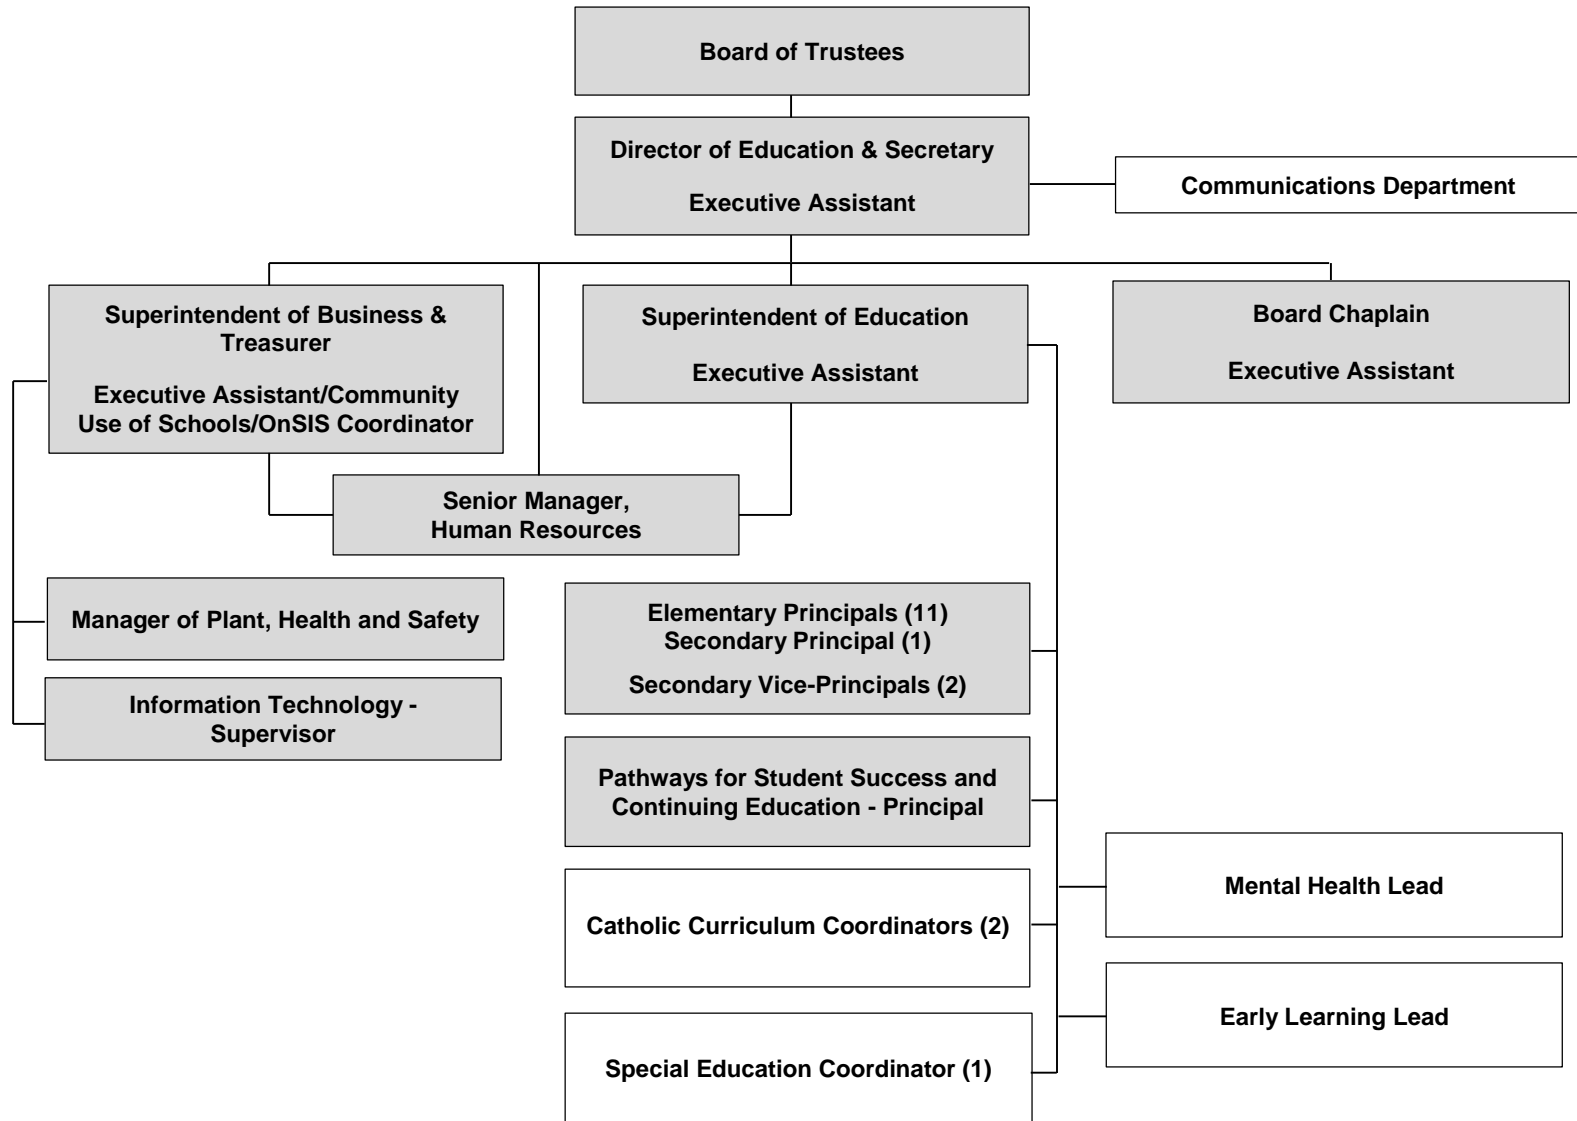 Board of Trustees
Director of Education & Secretary
Executive Assistant
Communications Department
Superintendent of Business &
Treasurer
Executive Assistant/Community
Use of Schools/OnSIS Coordinator
Superintendent of Education
Executive Assistant
Board Chaplain
Executive Assistant
Senior Manager,
Human Resources
Manager of Plant, Health and Safety
Information Technology -
Supervisor
Elementary Principals (11)
Secondary Principal (1)
Secondary Vice-Principals (2)
Pathways for Student Success and
Continuing Education - Principal
Catholic Curriculum Coordinators (2)
Special Education Coordinator (1)
Mental Health Lead
Early Learning Lead